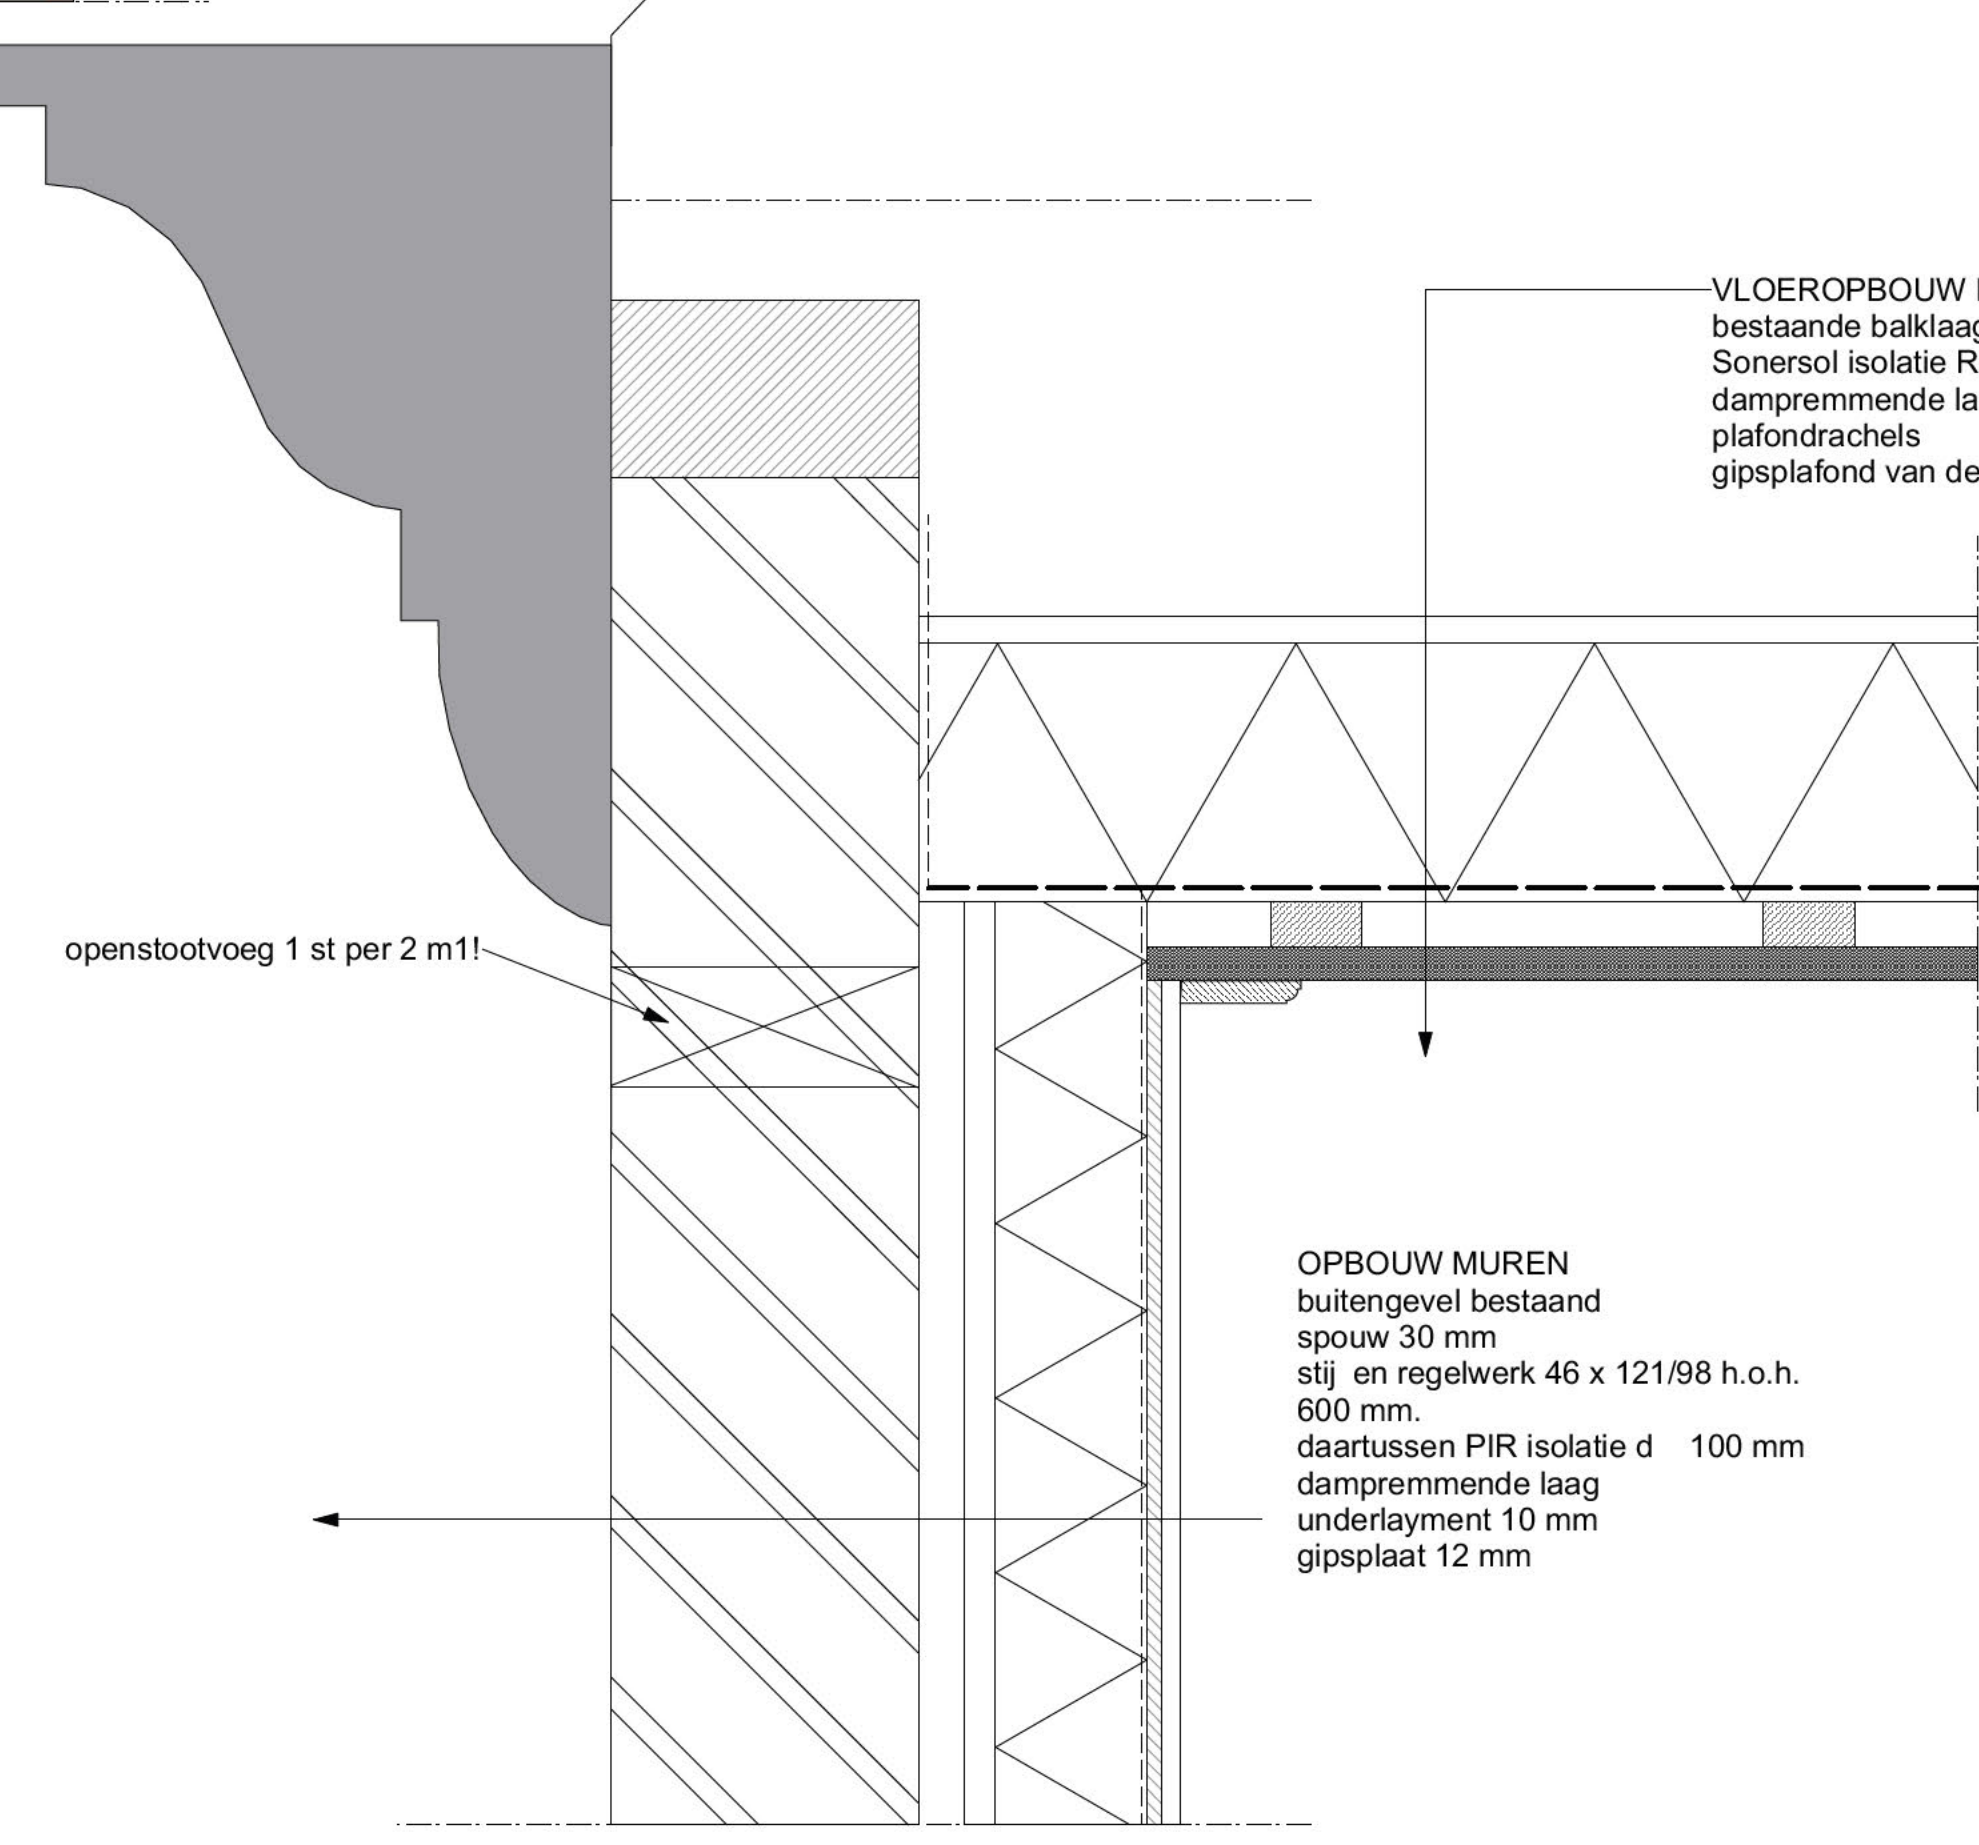 VLOEROPBOUW
bestaande balklaag
Sonersol isolatie R
dampremmende la
plafondrachels
gipsplafond van de
openstootvoeg 1 st per 2 m1!
OPBOUW MUREN
buitengevel bestaand
spouw 30 mm
stij en regelwerk 46 x 121/98 h.o.h.
600 mm.
daartussen PIR isolatie d 100 mm
dampremmende laag
underlayment 10 mm
gipsplaat 12 mm